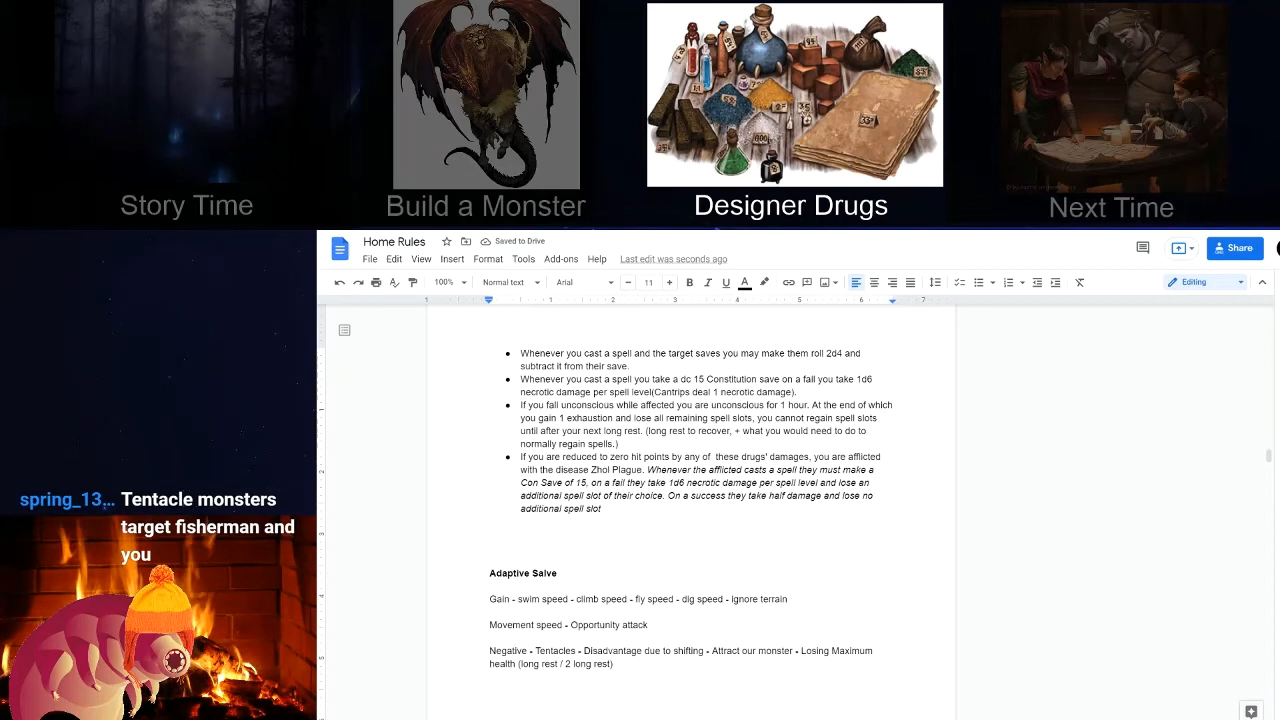 Story Time
Build a Monster
Designer Drugs
Next Time
Home Rules
Saved to Drive
File Edit View Insert Format Tools Add-ons Help Last edit was seconds ago
Share
100% Normal text Arial 11 B I U A Editing
1 1 2 3 4 5 6 7
● Whenever you cast a spell and the target saves you may make them roll 2d4 and
subtract it from their save.
● Whenever you cast a spell you take a dc 15 Constitution save on a fail you take 1d6
necrotic damage per spell level(Cantrips deal 1 necrotic damage).
● If you fall unconscious while affected you are unconscious for 1 hour. At the end of which
you gain 1 exhaustion and lose all remaining spell slots, you cannot regain spell slots
until after your next long rest. (long rest to recover, + what you would need to do to
normally regain spells.)
● If you are reduced to zero hit points by any of  these drugs' damages, you are afflicted
with the disease Zhol Plague. Whenever the afflicted casts a spell they must make a
Con Save of 15, on a fail they take 1d6 necrotic damage per spell level and lose an
additional spell slot of their choice. On a success they take half damage and lose no
additional spell slot
Adaptive Salve
Gain - swim speed - climb speed - fly speed - dig speed - ignore terrain
Movement speed - Opportunity attack
Negative - Tentacles - Disadvantage due to shifting - Attract our monster - Losing Maximum
health (long rest / 2 long rest)
spring_13... Tentacle monsters
target fisherman and
you